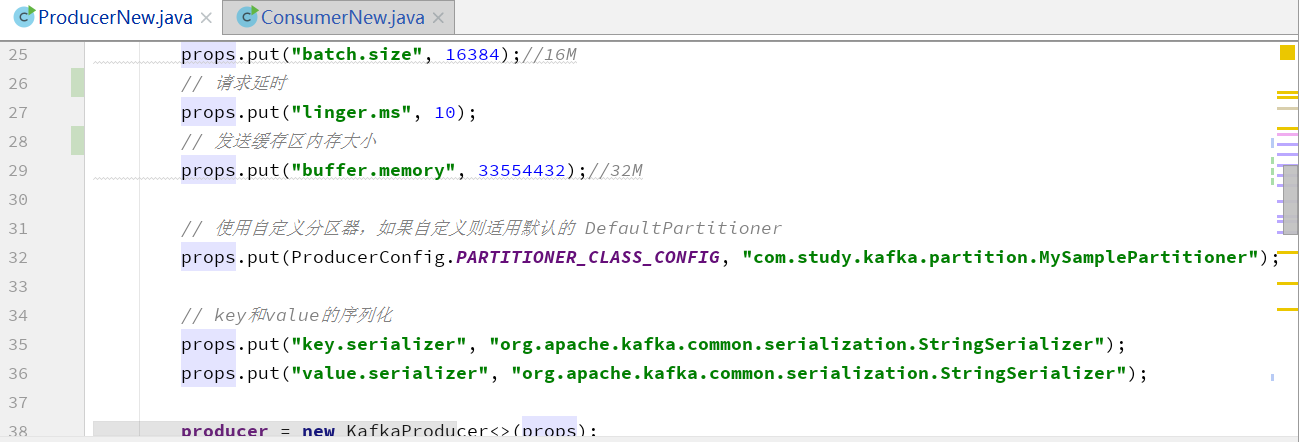 ProducerNew.java ConsumerNew.java
25 props.put("batch.size", 16384);//16M
26 // 请求延时
27 props.put("linger.ms", 10);
28 // 发送缓存区内存大小
29 props.put("buffer.memory", 33554432);//32M
30
31 // 使用自定义分区器，如果自定义则适用默认的 DefaultPartitioner
32 props.put(ProducerConfig.PARTITIONER_CLASS_CONFIG, "com.study.kafka.partition.MySamplePartitioner");
33
34 // key和value的序列化
35 props.put("key.serializer", "org.apache.kafka.common.serialization.StringSerializer");
36 props.put("value.serializer", "org.apache.kafka.common.serialization.StringSerializer");
37
38 producer = new KafkaProducer<>(props);